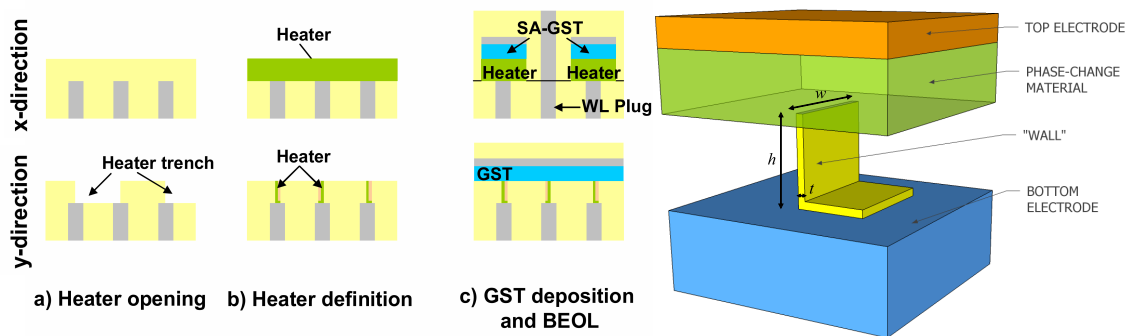 x-direction
y-direction
Heater
Heater trench
Heater
SA-GST
Heater
Heater
WL Plug
GST
a) Heater opening
b) Heater definition
c) GST deposition
and BEOL
w
h
t
TOP ELECTRODE
PHASE-CHANGE
MATERIAL
"WALL"
BOTTOM
ELECTRODE